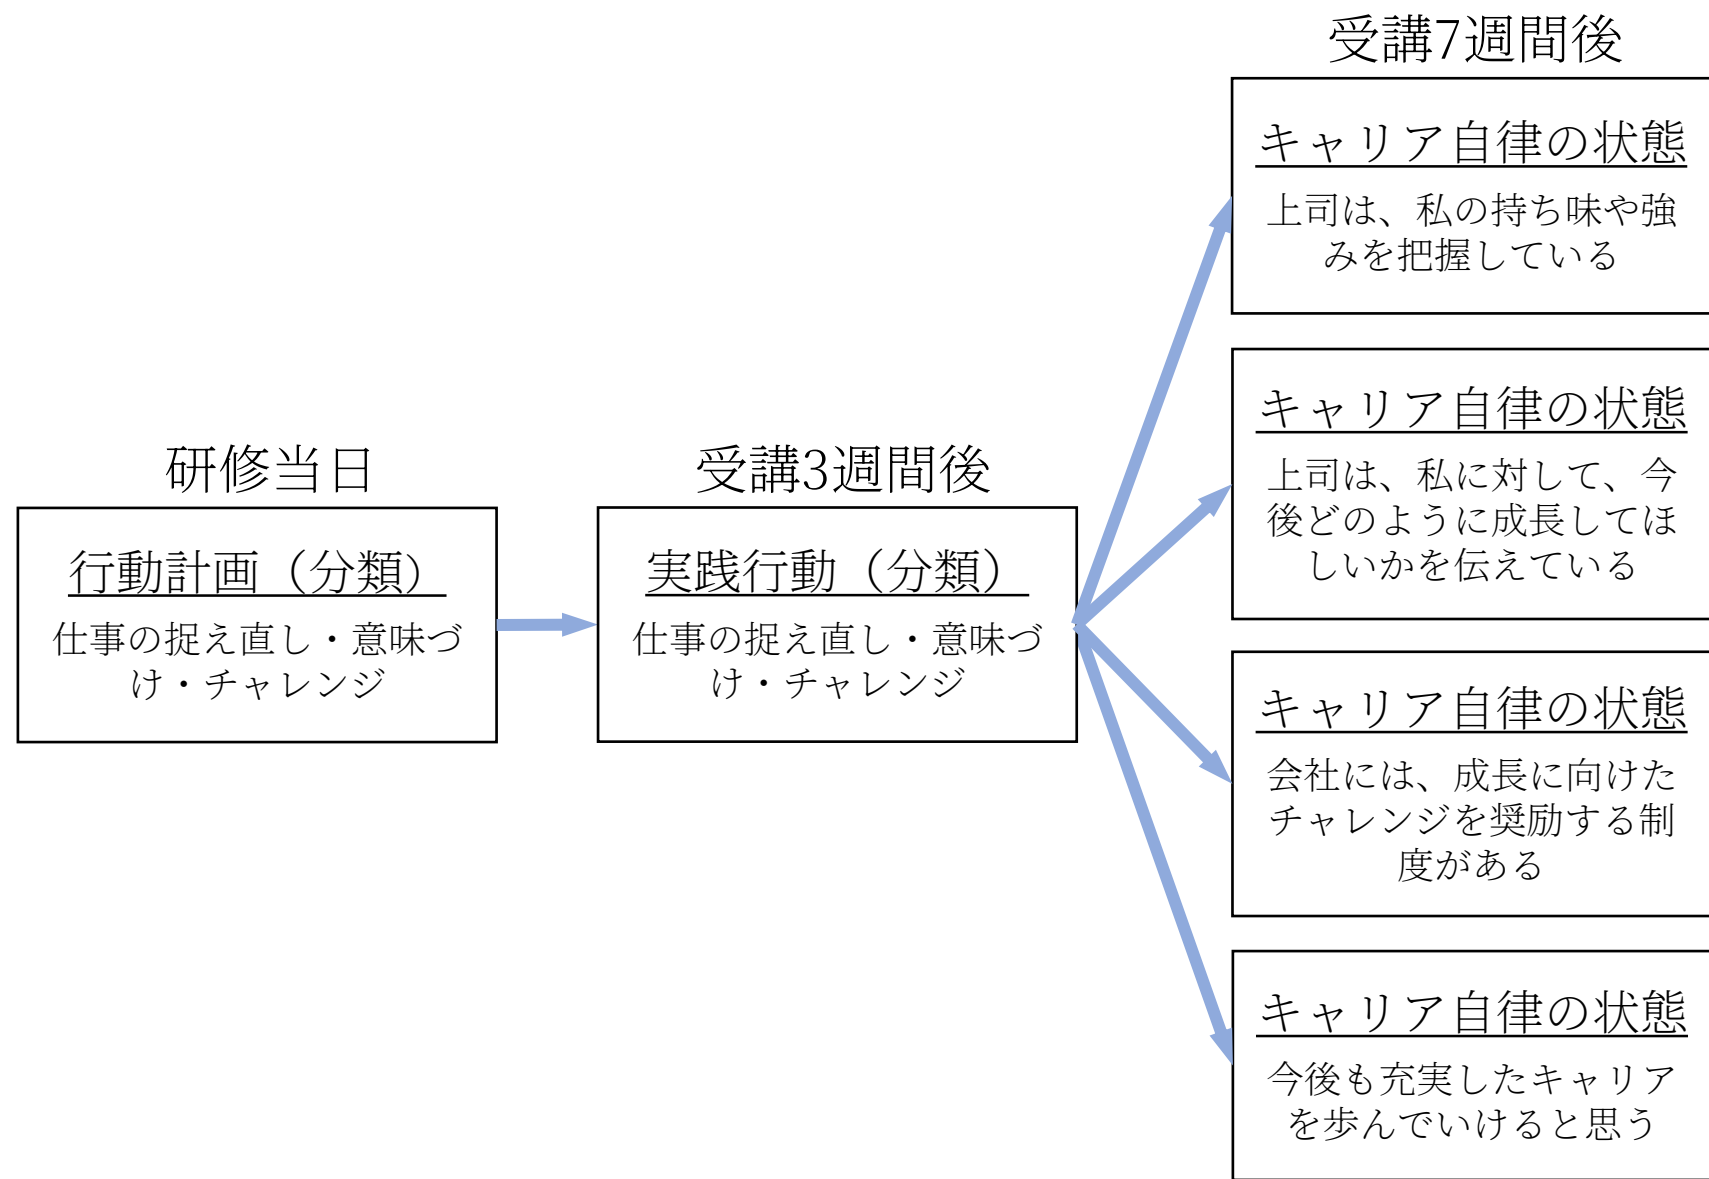 研修当日
行動計画（分類）
仕事の捉え直し・意味づ
け・チャレンジ
受講3週間後
実践行動（分類）
仕事の捉え直し・意味づ
け・チャレンジ
受講7週間後
キャリア自律の状態
上司は、私の持ち味や強
みを把握している
キャリア自律の状態
上司は、私に対して、今
後どのように成長してほ
しいかを伝えている
キャリア自律の状態
会社には、成長に向けた
チャレンジを奨励する制
度がある
キャリア自律の状態
今後も充実したキャリア
を歩んでいけると思う